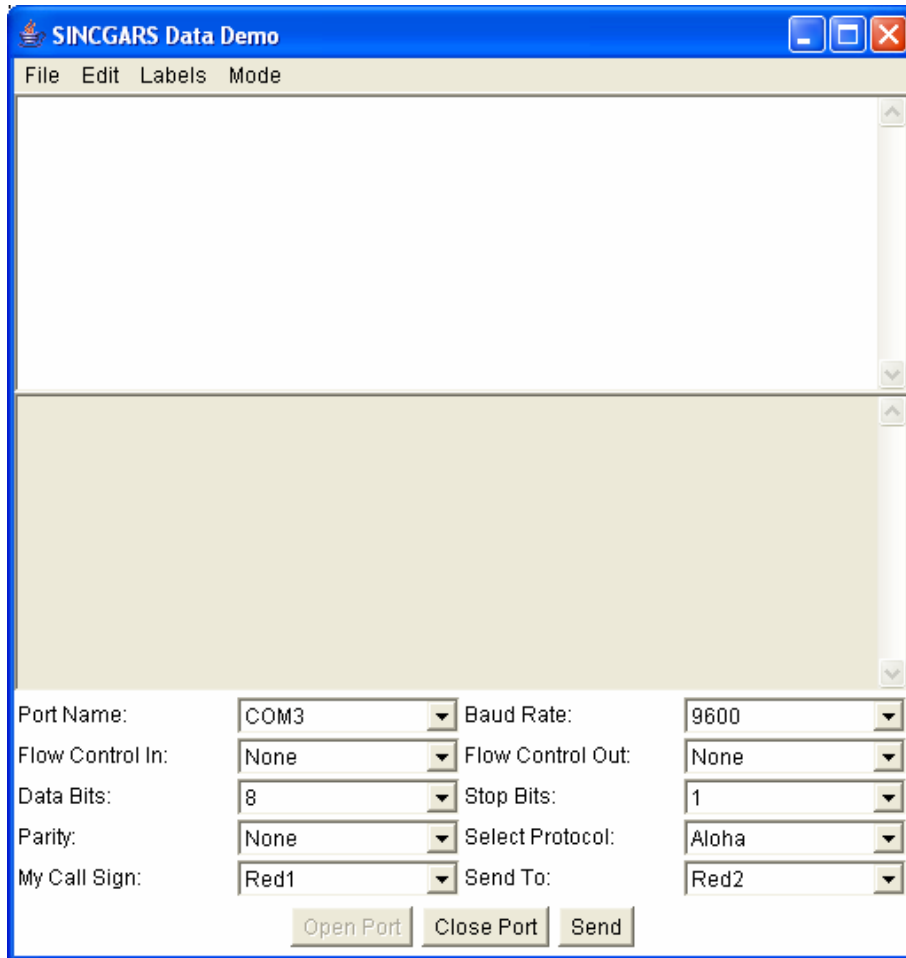 SINCGARS Data Demo
File Edit Labels Mode
Port Name: COM3 Baud Rate: 9600
Flow Control In: None Flow Control Out: None
Data Bits: 8 Stop Bits: 1
Parity: None Select Protocol: Aloha
My Call Sign: Red1 Send To: Red2
Open Port Close Port Send